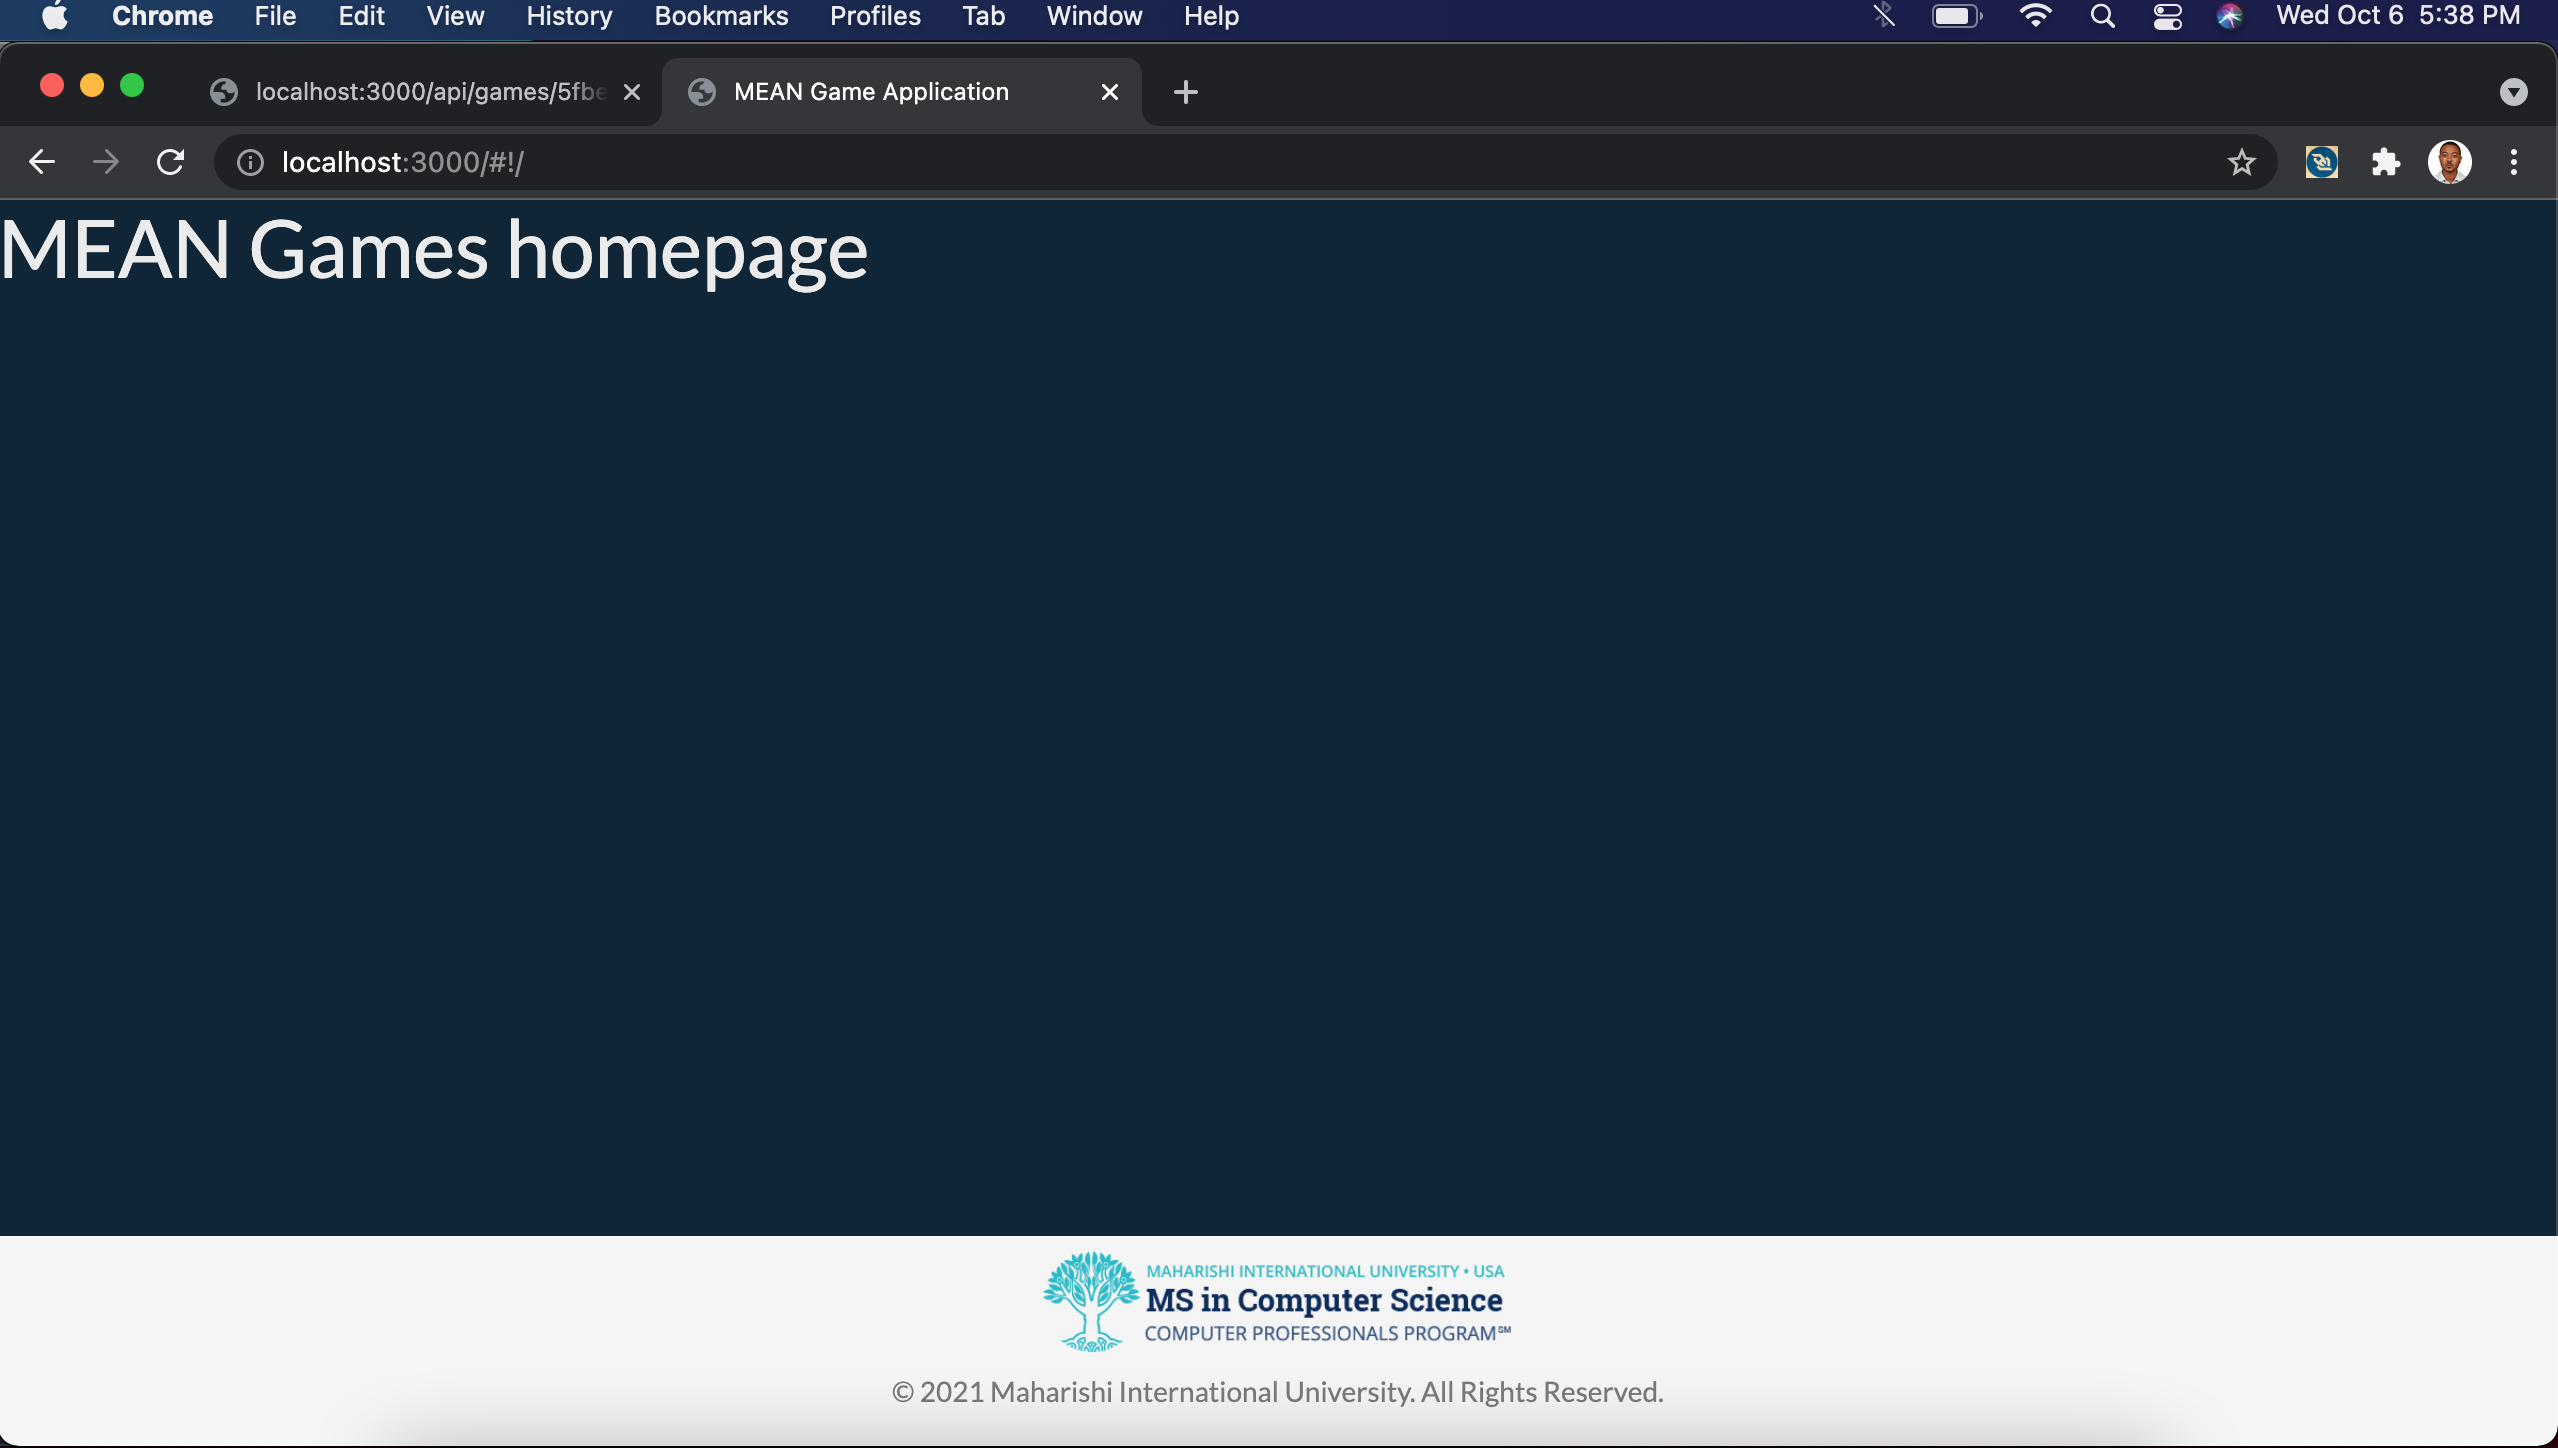 Chrome File Edit View History Bookmarks Profiles Tab Window Help Wed Oct 6 5:38 PM
localhost:3000/api/games/5fbe MEAN Game Application
localhost:3000/#!/
MEAN Games homepage
MAHARISHI INTERNATIONAL UNIVERSITY • USA
MS in Computer Science
COMPUTER PROFESSIONALS PROGRAM℠
© 2021 Maharishi International University. All Rights Reserved.